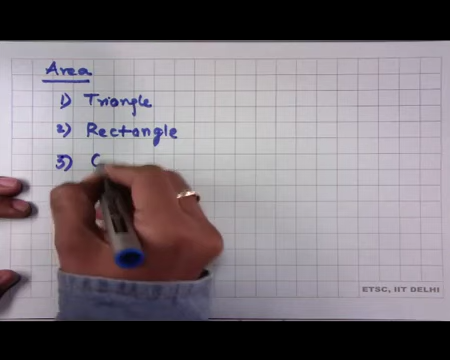 Area
1) Triangle
2) Rectangle
3) C
ETSC, IIT DELHI